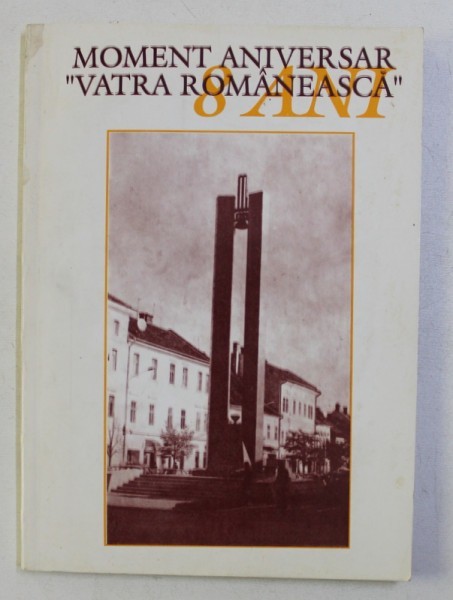 MOMENT ANIVERSAR
"VATRA ROMÂNEASCĂ"
8 ANI